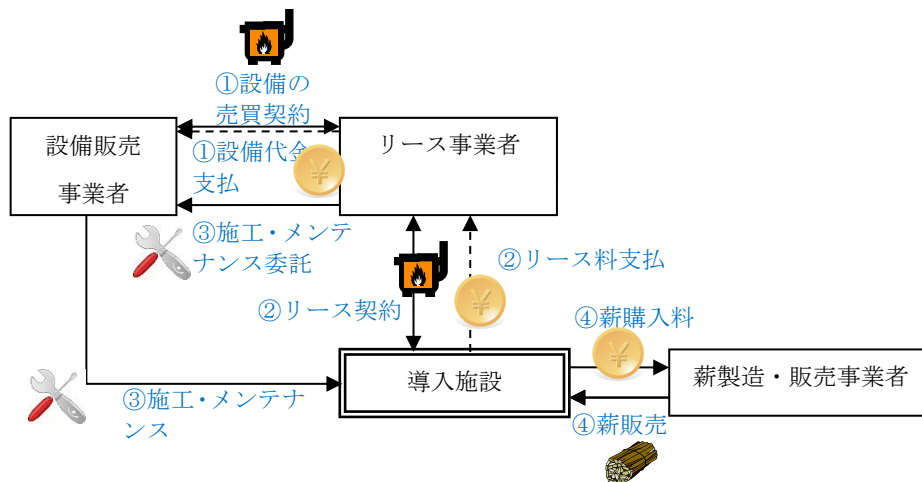 ①設備の
売買契約
設備販売
事業者
リース事業者
①設備代金
支払
¥
③施工・メンテ
ナンス委託
②リース料支払
¥
②リース契約
④薪購入料
¥
導入施設
薪製造・販売事業者
③施工・メンテナ
ンス
④薪販売